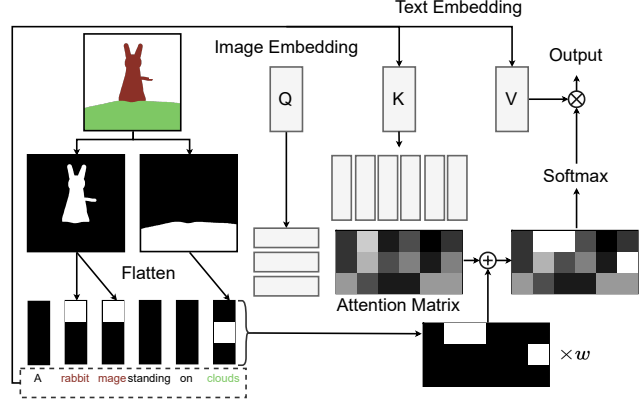 Text Embedding
Image Embedding
Output
Q
K
V
Softmax
Flatten
Attention Matrix
× w
A rabbit mage standing on clouds